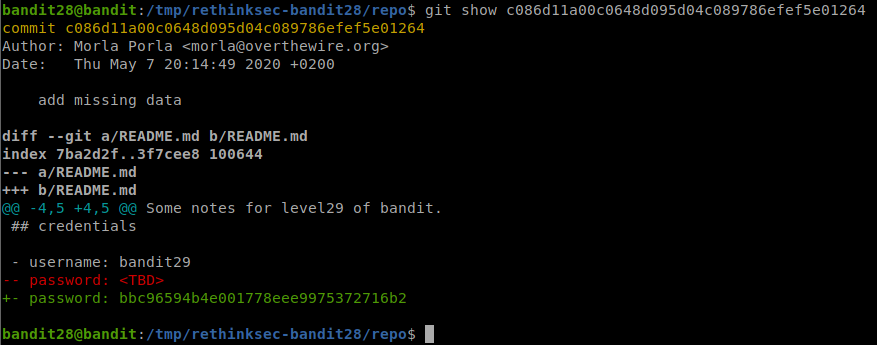 bandit28@bandit:/tmp/rethinksec-bandit28/repo$ git show c086d11a00c0648d095d04c089786efef5e01264
commit c086d11a00c0648d095d04c089786efef5e01264
Author: Morla Porla <morla@overthewire.org>
Date:   Thu May 7 20:14:49 2020 +0200

    add missing data

diff --git a/README.md b/README.md
index 7ba2d2f..3f7cee8 100644
--- a/README.md
+++ b/README.md
@@ -4,5 +4,5 @@ Some notes for level29 of bandit.
 ## credentials

 - username: bandit29
-- password: <TBD>
+- password: bbc96594b4e001778eee9975372716b2

bandit28@bandit:/tmp/rethinksec-bandit28/repo$